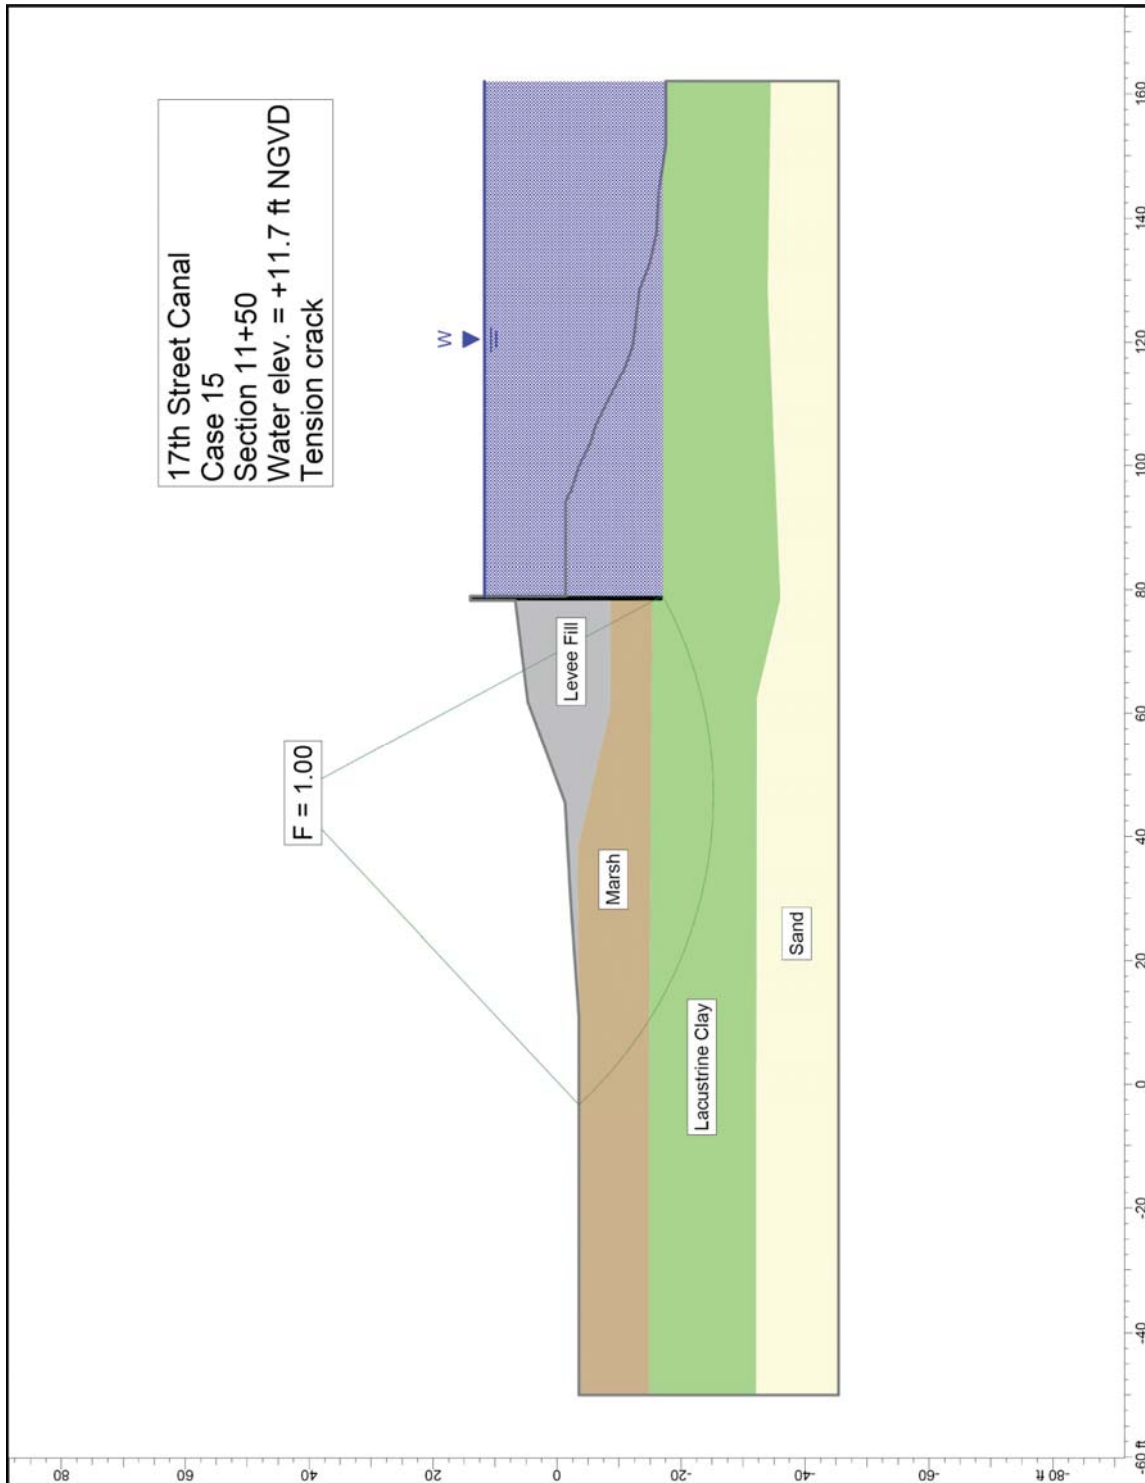 17th Street Canal
Case 15
Section 11+50
Water elev. = +11.7 ft NGVD
Tension crack
W
F = 1.00
Levee Fill
Marsh
Lacustrine Clay
Sand
80
60
40
20
0
-20
-40
-60
-80 ft
-60 ft
-40
-20
0
20
40
60
80
100
120
140
160